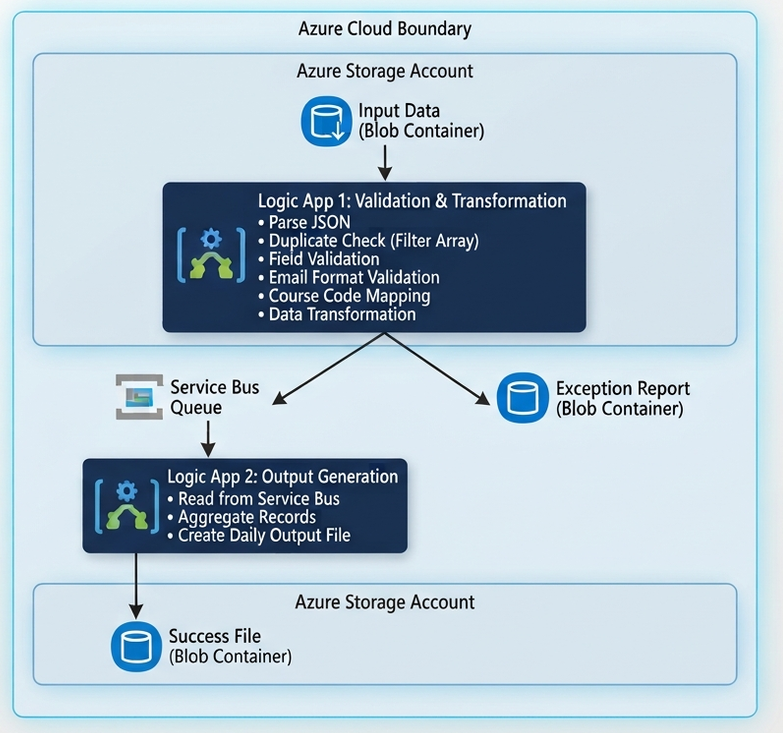 Azure Cloud Boundary
Azure Storage Account
Input Data
(Blob Container)
Logic App 1: Validation & Transformation
• Parse JSON
• Duplicate Check (Filter Array)
• Field Validation
• Email Format Validation
• Course Code Mapping
• Data Transformation
Service Bus
Queue
Exception Report
(Blob Container)
Logic App 2: Output Generation
• Read from Service Bus
• Aggregate Records
• Create Daily Output File
Azure Storage Account
Success File
(Blob Container)